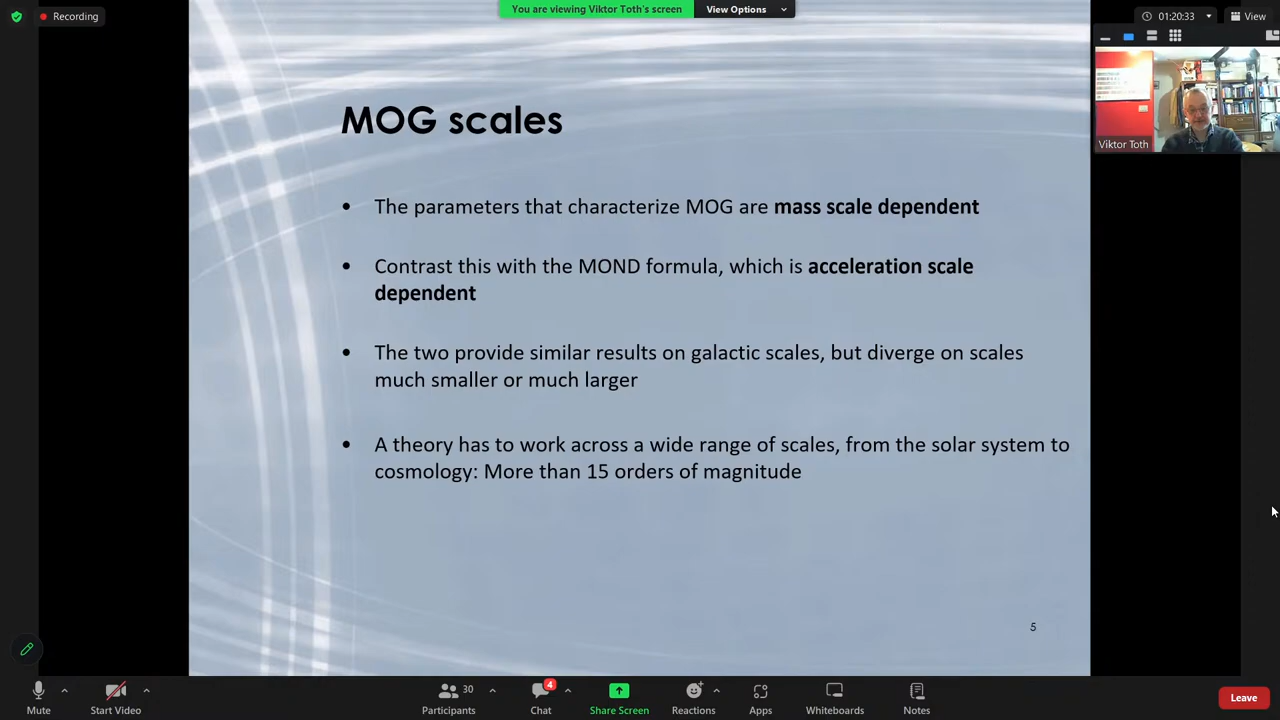 Recording
You are viewing Viktor Toth's screen
View Options
01:20:33
View
Viktor Toth
MOG scales
• The parameters that characterize MOG are mass scale dependent
• Contrast this with the MOND formula, which is acceleration scale
dependent
• The two provide similar results on galactic scales, but diverge on scales
much smaller or much larger
• A theory has to work across a wide range of scales, from the solar system to
cosmology: More than 15 orders of magnitude
5
Mute
Start Video
30
Participants
4
Chat
Share Screen
Reactions
Apps
Whiteboards
Notes
Leave